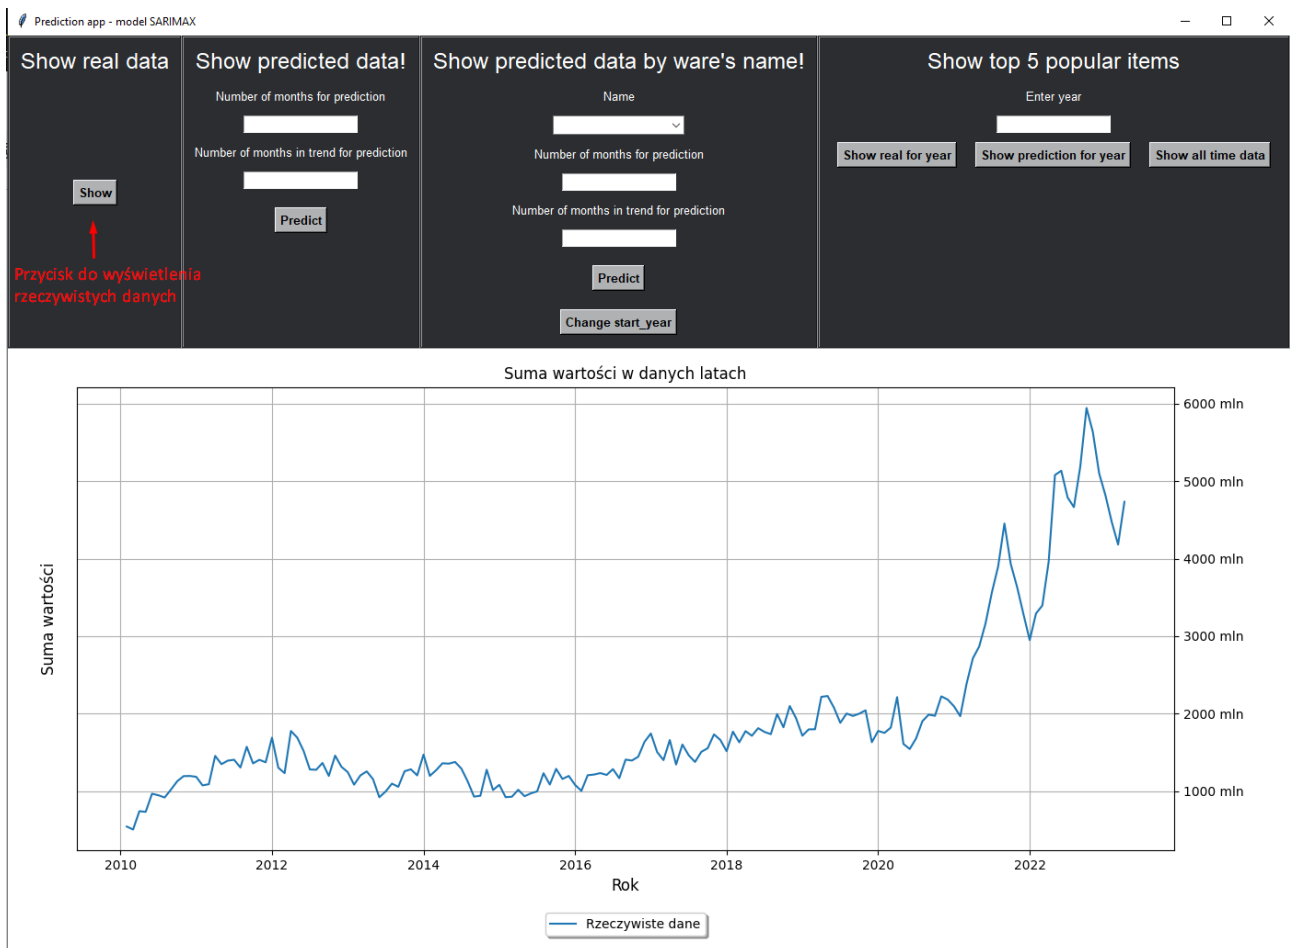 Prediction app - model SARIMAX
Show real data
Show
Przycisk do wyświetlenia
rzeczywistych danych
Show predicted data!
Number of months for prediction
Number of months in trend for prediction
Predict
Show predicted data by ware's name!
Name
Number of months for prediction
Number of months in trend for prediction
Predict
Change start_year
Show top 5 popular items
Enter year
Show real for year
Show prediction for year
Show all time data
Suma wartości w danych latach
Suma wartości
6000 mln
5000 mln
4000 mln
3000 mln
2000 mln
1000 mln
2010
2012
2014
2016
2018
2020
2022
Rok
Rzeczywiste dane